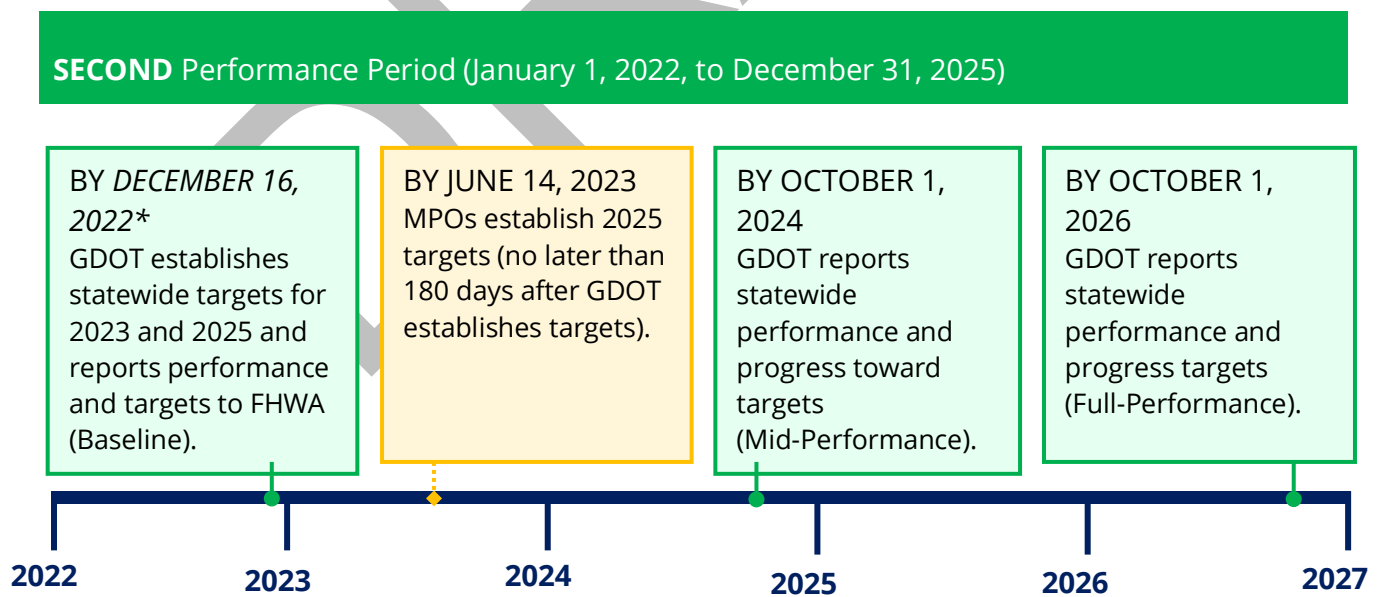 SECOND Performance Period (January 1, 2022, to December 31, 2025)
BY DECEMBER 16,
2022*
GDOT establishes
statewide targets for
2023 and 2025 and
reports performance
and targets to FHWA
(Baseline).
BY JUNE 14, 2023
MPOs establish 2025
targets (no later than
180 days after GDOT
establishes targets).
BY OCTOBER 1,
2024
GDOT reports
statewide
performance and
progress toward
targets
(Mid-Performance).
BY OCTOBER 1,
2026
GDOT reports
statewide
performance and
progress targets
(Full-Performance).
2022
2023
2024
2025
2026
2027